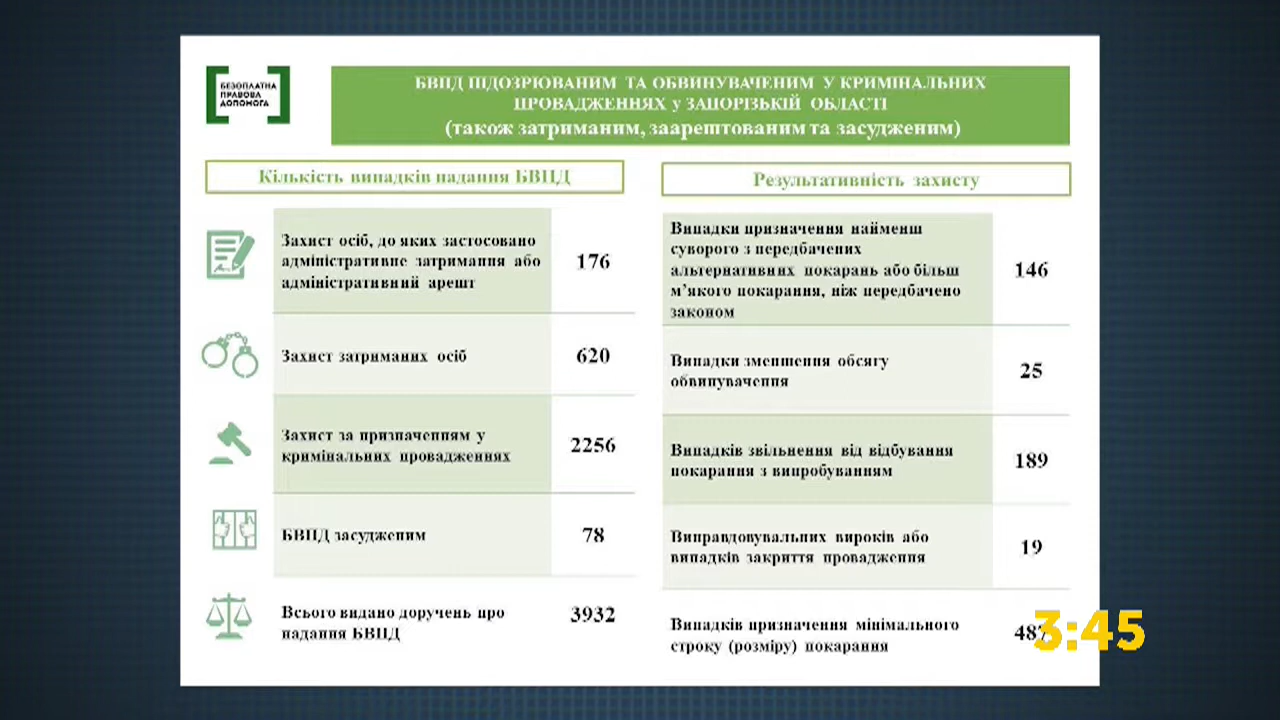 БЕЗОПЛАТНА
ПРАВОВА
ДОПОМОГА
БВПД ПІДОЗРЮВАНИМ ТА ОБВИНУВАЧЕНИМ У КРИМІНАЛЬНИХ
ПРОВАДЖЕННЯХ у ЗАПОРІЗЬКІЙ ОБЛАСТІ
(також затриманим, заарештованим та засудженим)
Кількість випадків надання БВПД
Захист осіб, до яких застосовано
адміністративне затримання або
адміністративний арешт
176
Захист затриманих осіб
620
Захист за призначенням у
кримінальних провадженнях
2256
БВПД засудженим
78
Всього видано доручень про
надання БВПД
3932
Результативність захисту
Випадки призначення найменш
суворого з передбачених
альтернативних покарань або більш
м’якого покарання, ніж передбачено
законом
146
Випадки зменшення обсягу
обвинувачення
25
Випадків звільнення від відбування
покарання з випробуванням
189
Виправдовувальних вироків або
випадків закриття провадження
19
Випадків призначення мінімального
строку (розміру) покарання
487
3:45